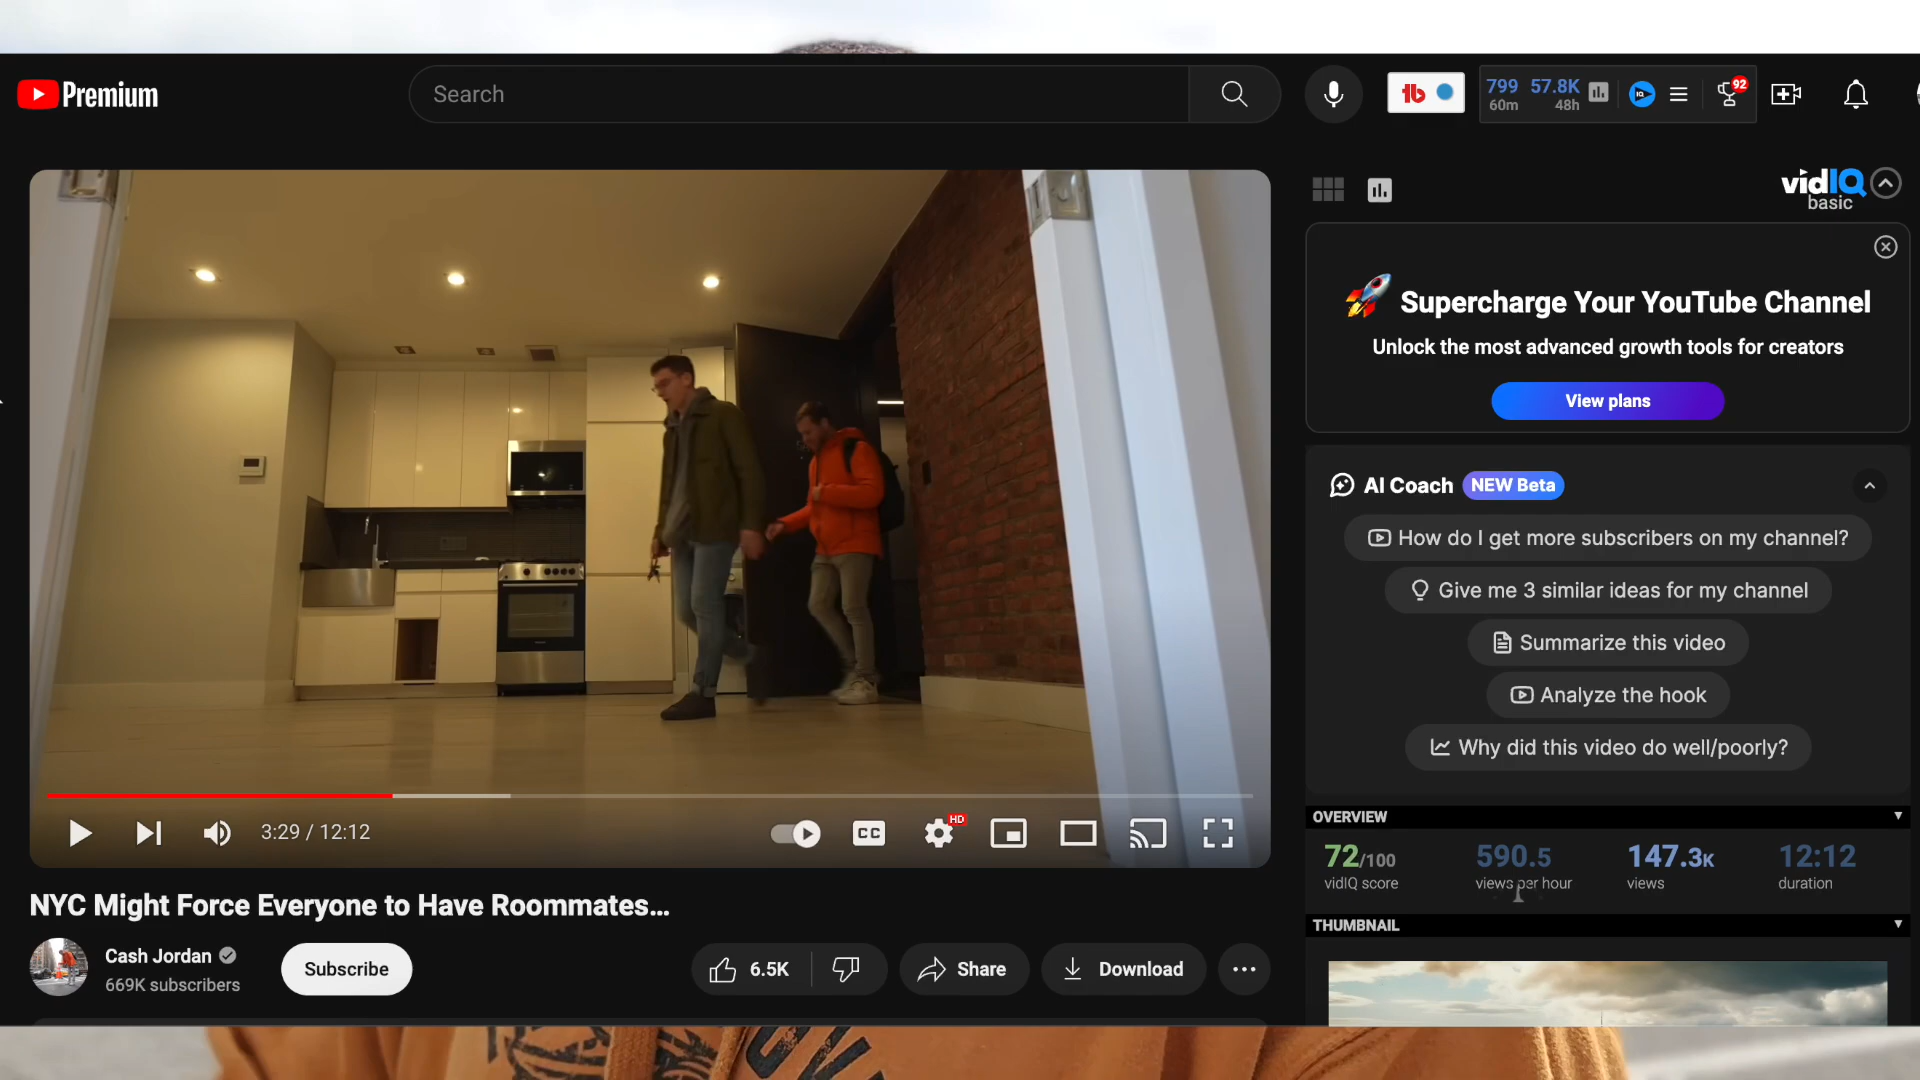 Premium
Search
799 57.8K
60m 48h
92
vidIQ
basic
Supercharge Your YouTube Channel
Unlock the most advanced growth tools for creators
View plans
AI Coach NEW Beta
How do I get more subscribers on my channel?
Give me 3 similar ideas for my channel
Summarize this video
Analyze the hook
Why did this video do well/poorly?
3:29 / 12:12
CC
HD
OVERVIEW
72/100 590.5 147.3K 12:12
vidIQ score views per hour views duration
THUMBNAIL
NYC Might Force Everyone to Have Roommates...
Cash Jordan
669K subscribers
Subscribe
6.5K
Share
Download